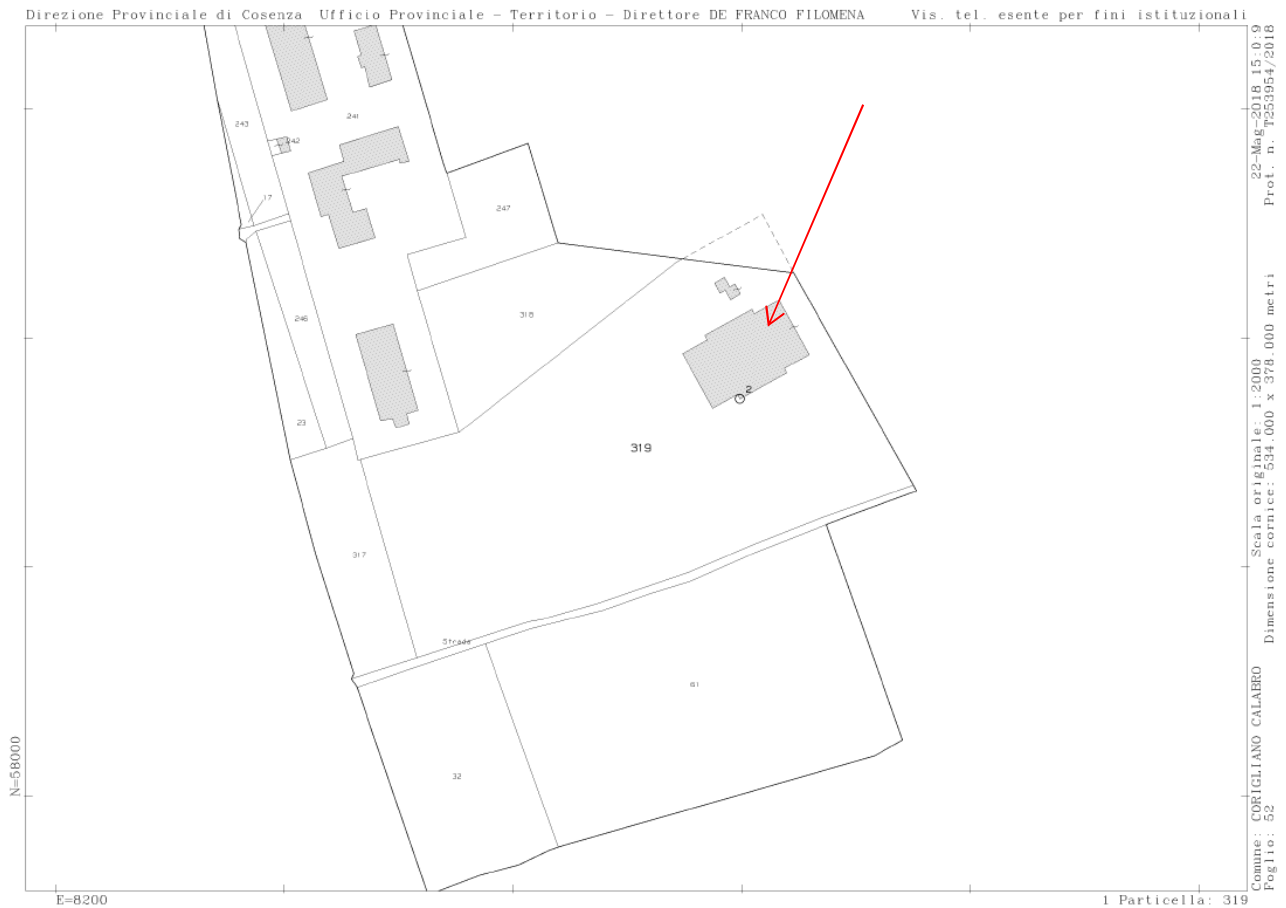 Direzione Provinciale di Cosenza Ufficio Provinciale - Territorio - Direttore DE FRANCO FILOMENA Vis. tel. esente per fini istituzionali
22-Mag-2018 15:0:9
Prot. n. T253954/2018
Scala originale: 1:2000
Dimensione cornice: 534.000 x 378.000 metri
Comune: CORIGLIANO CALABRO
Foglio: 52
243
242
241
17
247
246
318
2
23
319
317
Strada
61
32
N=58000
E=8200
1 Particella: 319